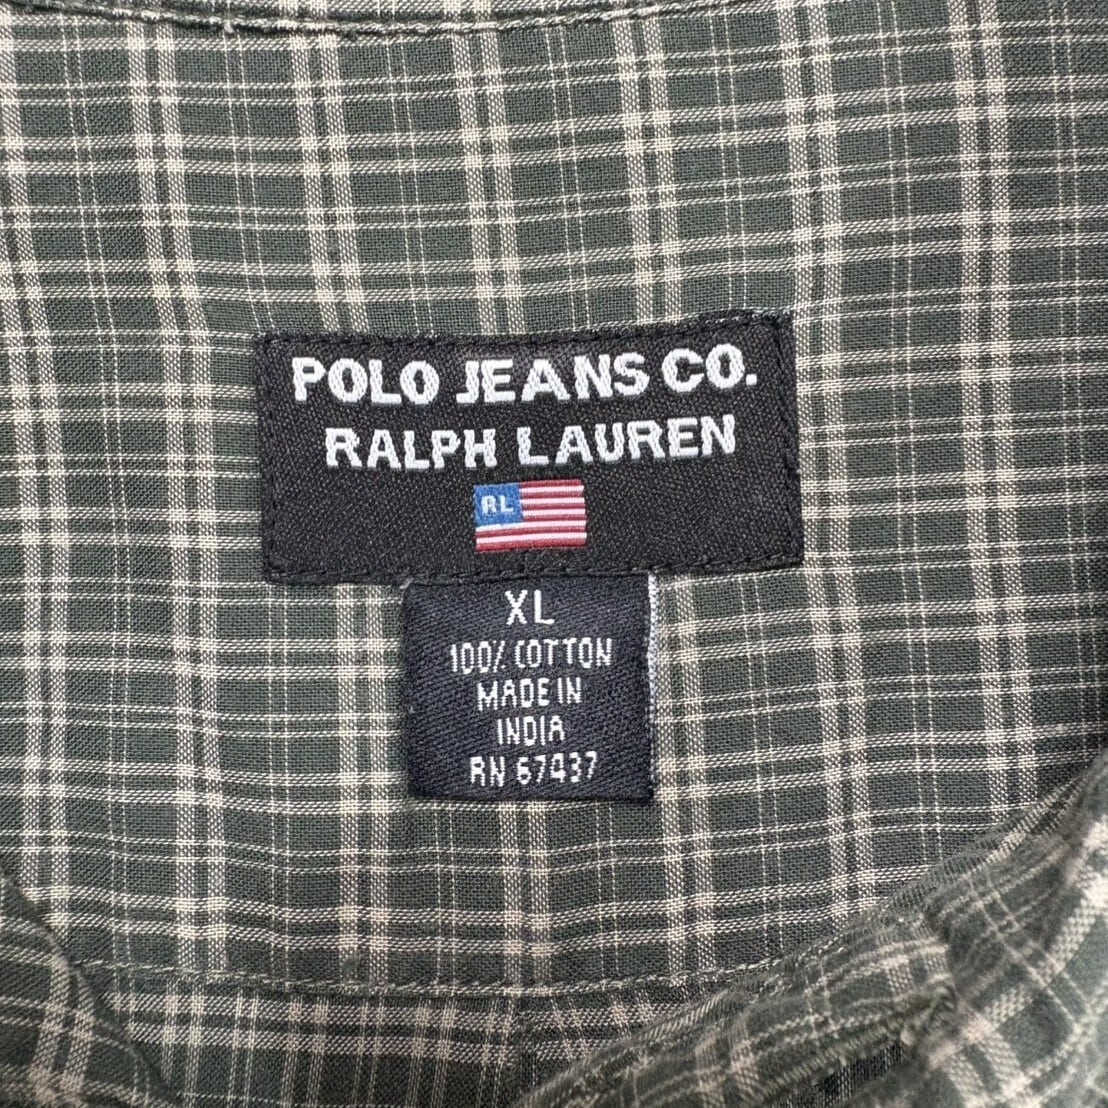 POLO JEANS CO.
RALPH LAUREN
RL
XL
100% COTTON
MADE IN
INDIA
RN 67437